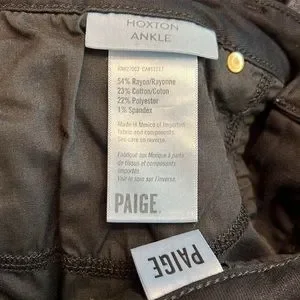 HOXTON
ANKLE
54% Rayon/Rayonne
23% Cotton/Coton
22% Polyester
1% Spandex
Made in Mexico of Imported
fabric and components.
See care on reverse.
Fabriqué au Mexique à partir
de tissus et composants
importés
Voir le soin sur l'inverse.
PAIGE.
PAIGE